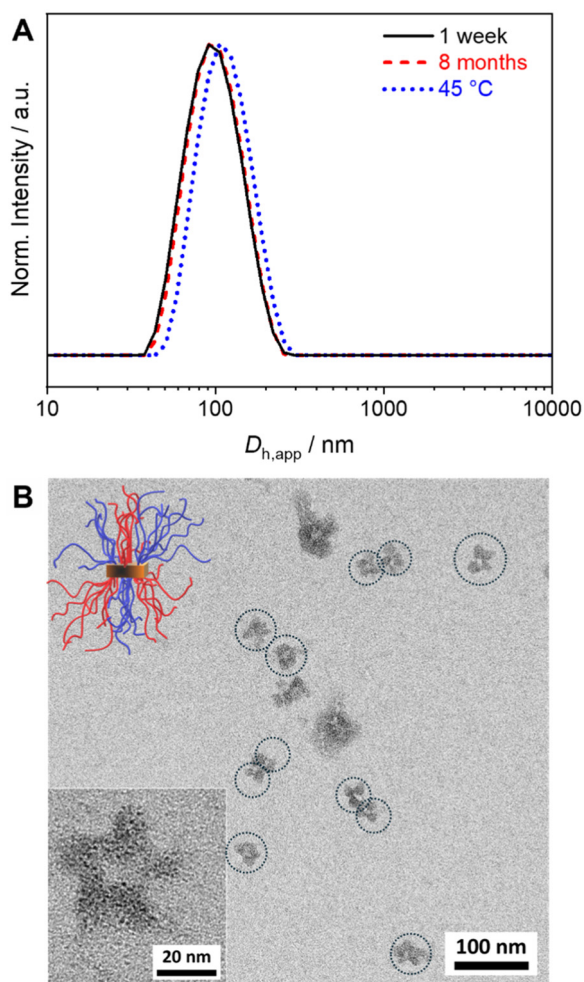 A
1 week
8 months
45 °C
Norm. Intensity / a.u.
10
100
1000
10000
Dh,app / nm
B
20 nm
100 nm